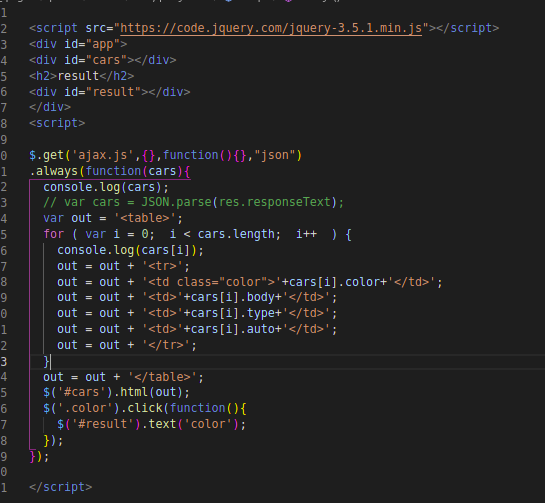 1
2 <script src="https://code.jquery.com/jquery-3.5.1.min.js"></script>
3 <div id="app">
4 <div id="cars"></div>
5 <h2>result</h2>
6 <div id="result"></div>
7 </div>
8 <script>
9
0 $.get('ajax.js',{},function(){},"json")
1 .always(function(cars){
2 console.log(cars);
3 // var cars = JSON.parse(res.responseText);
4 var out = '<table>';
5 for ( var i = 0;  i < cars.length;  i++  ) {
6 console.log(cars[i]);
7 out = out + '<tr>';
8 out = out + '<td class="color">'+cars[i].color+'</td>';
9 out = out + '<td>'+cars[i].body+'</td>';
0 out = out + '<td>'+cars[i].type+'</td>';
1 out = out + '<td>'+cars[i].auto+'</td>';
2 out = out + '</tr>';
3 }
4 out = out + '</table>';
5 $('#cars').html(out);
6 $('.color').click(function(){
7 $('#result').text('color');
8 });
9 });
0
1 </script>